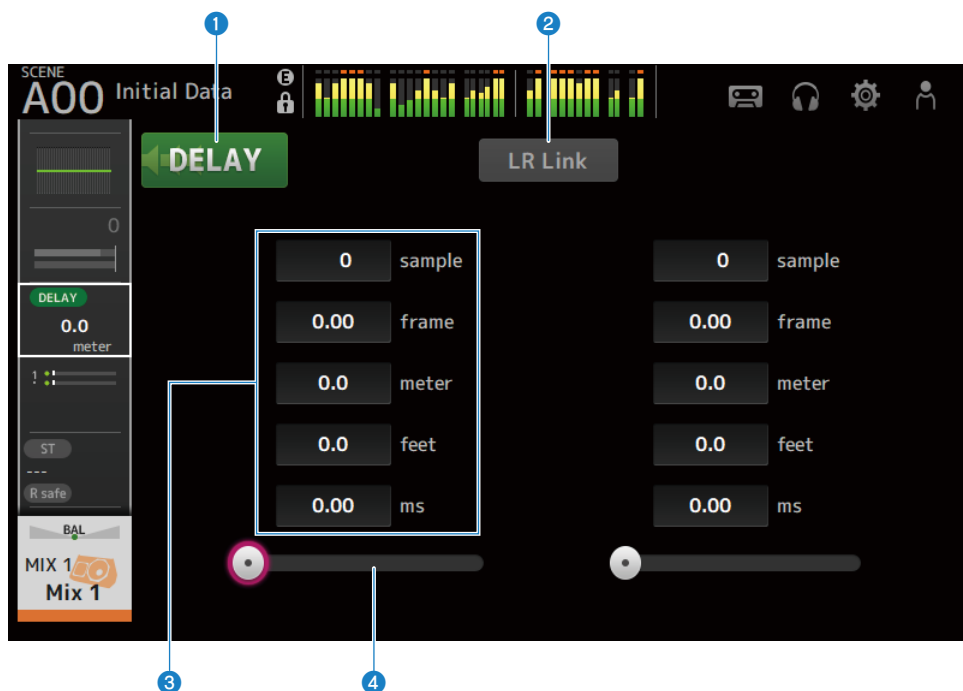 1
2
SCENE
A00 Initial Data
E
DELAY
LR Link
0
DELAY
0.0
meter
!
ST
---
R safe
BAL
MIX 1
Mix 1
0 sample
0.00 frame
0.0 meter
0.0 feet
0.00 ms
0 sample
0.00 frame
0.0 meter
0.0 feet
0.00 ms
3
4